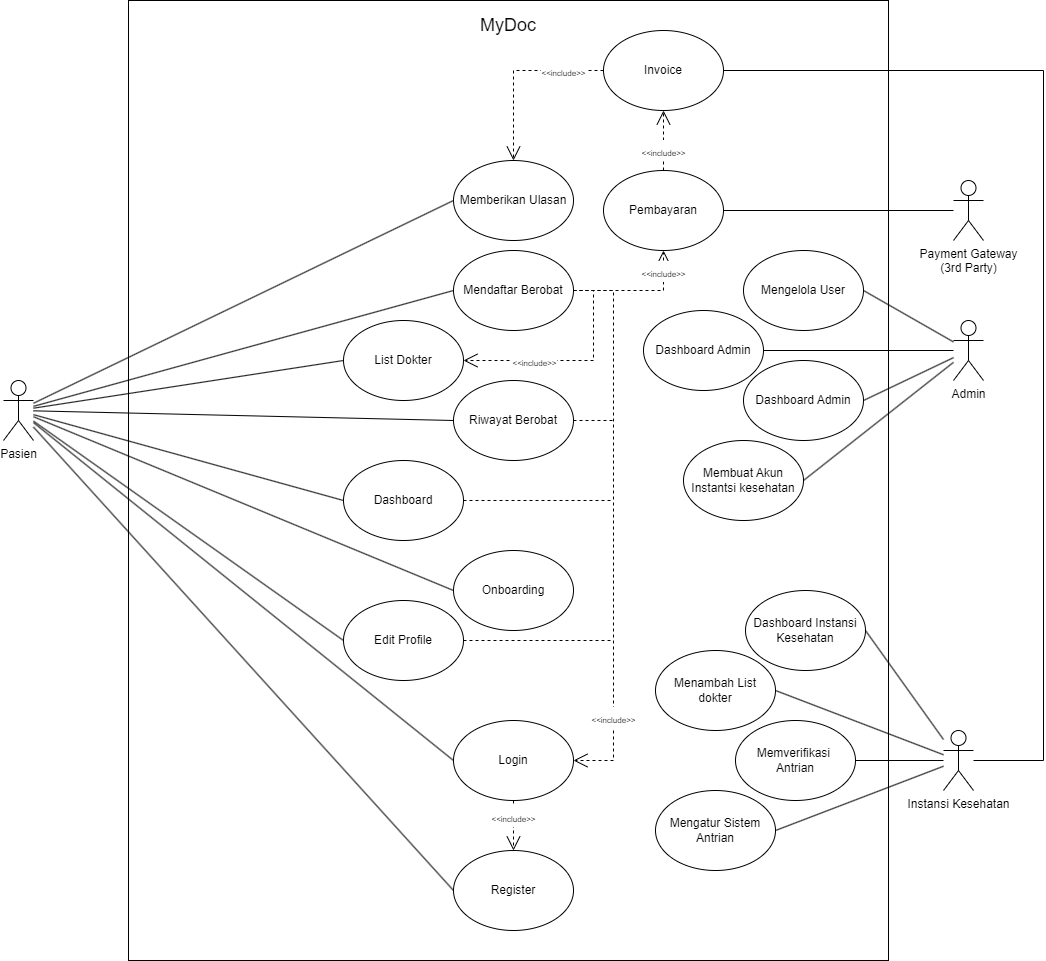 MyDoc
Invoice
<<include>>
<<include>>
Memberikan Ulasan
Pembayaran
Payment Gateway
(3rd Party)
<<include>>
Mendaftar Berobat
Mengelola User
List Dokter
<<include>>
Dashboard Admin
Admin
Dashboard Admin
Riwayat Berobat
Pasien
Membuat Akun
Instantsi kesehatan
Dashboard
Onboarding
Edit Profile
Dashboard Instansi
Kesehatan
Menambah List
dokter
<<include>>
Login
Memverifikasi
Antrian
Instansi Kesehatan
<<include>>
Mengatur Sistem
Antrian
Register